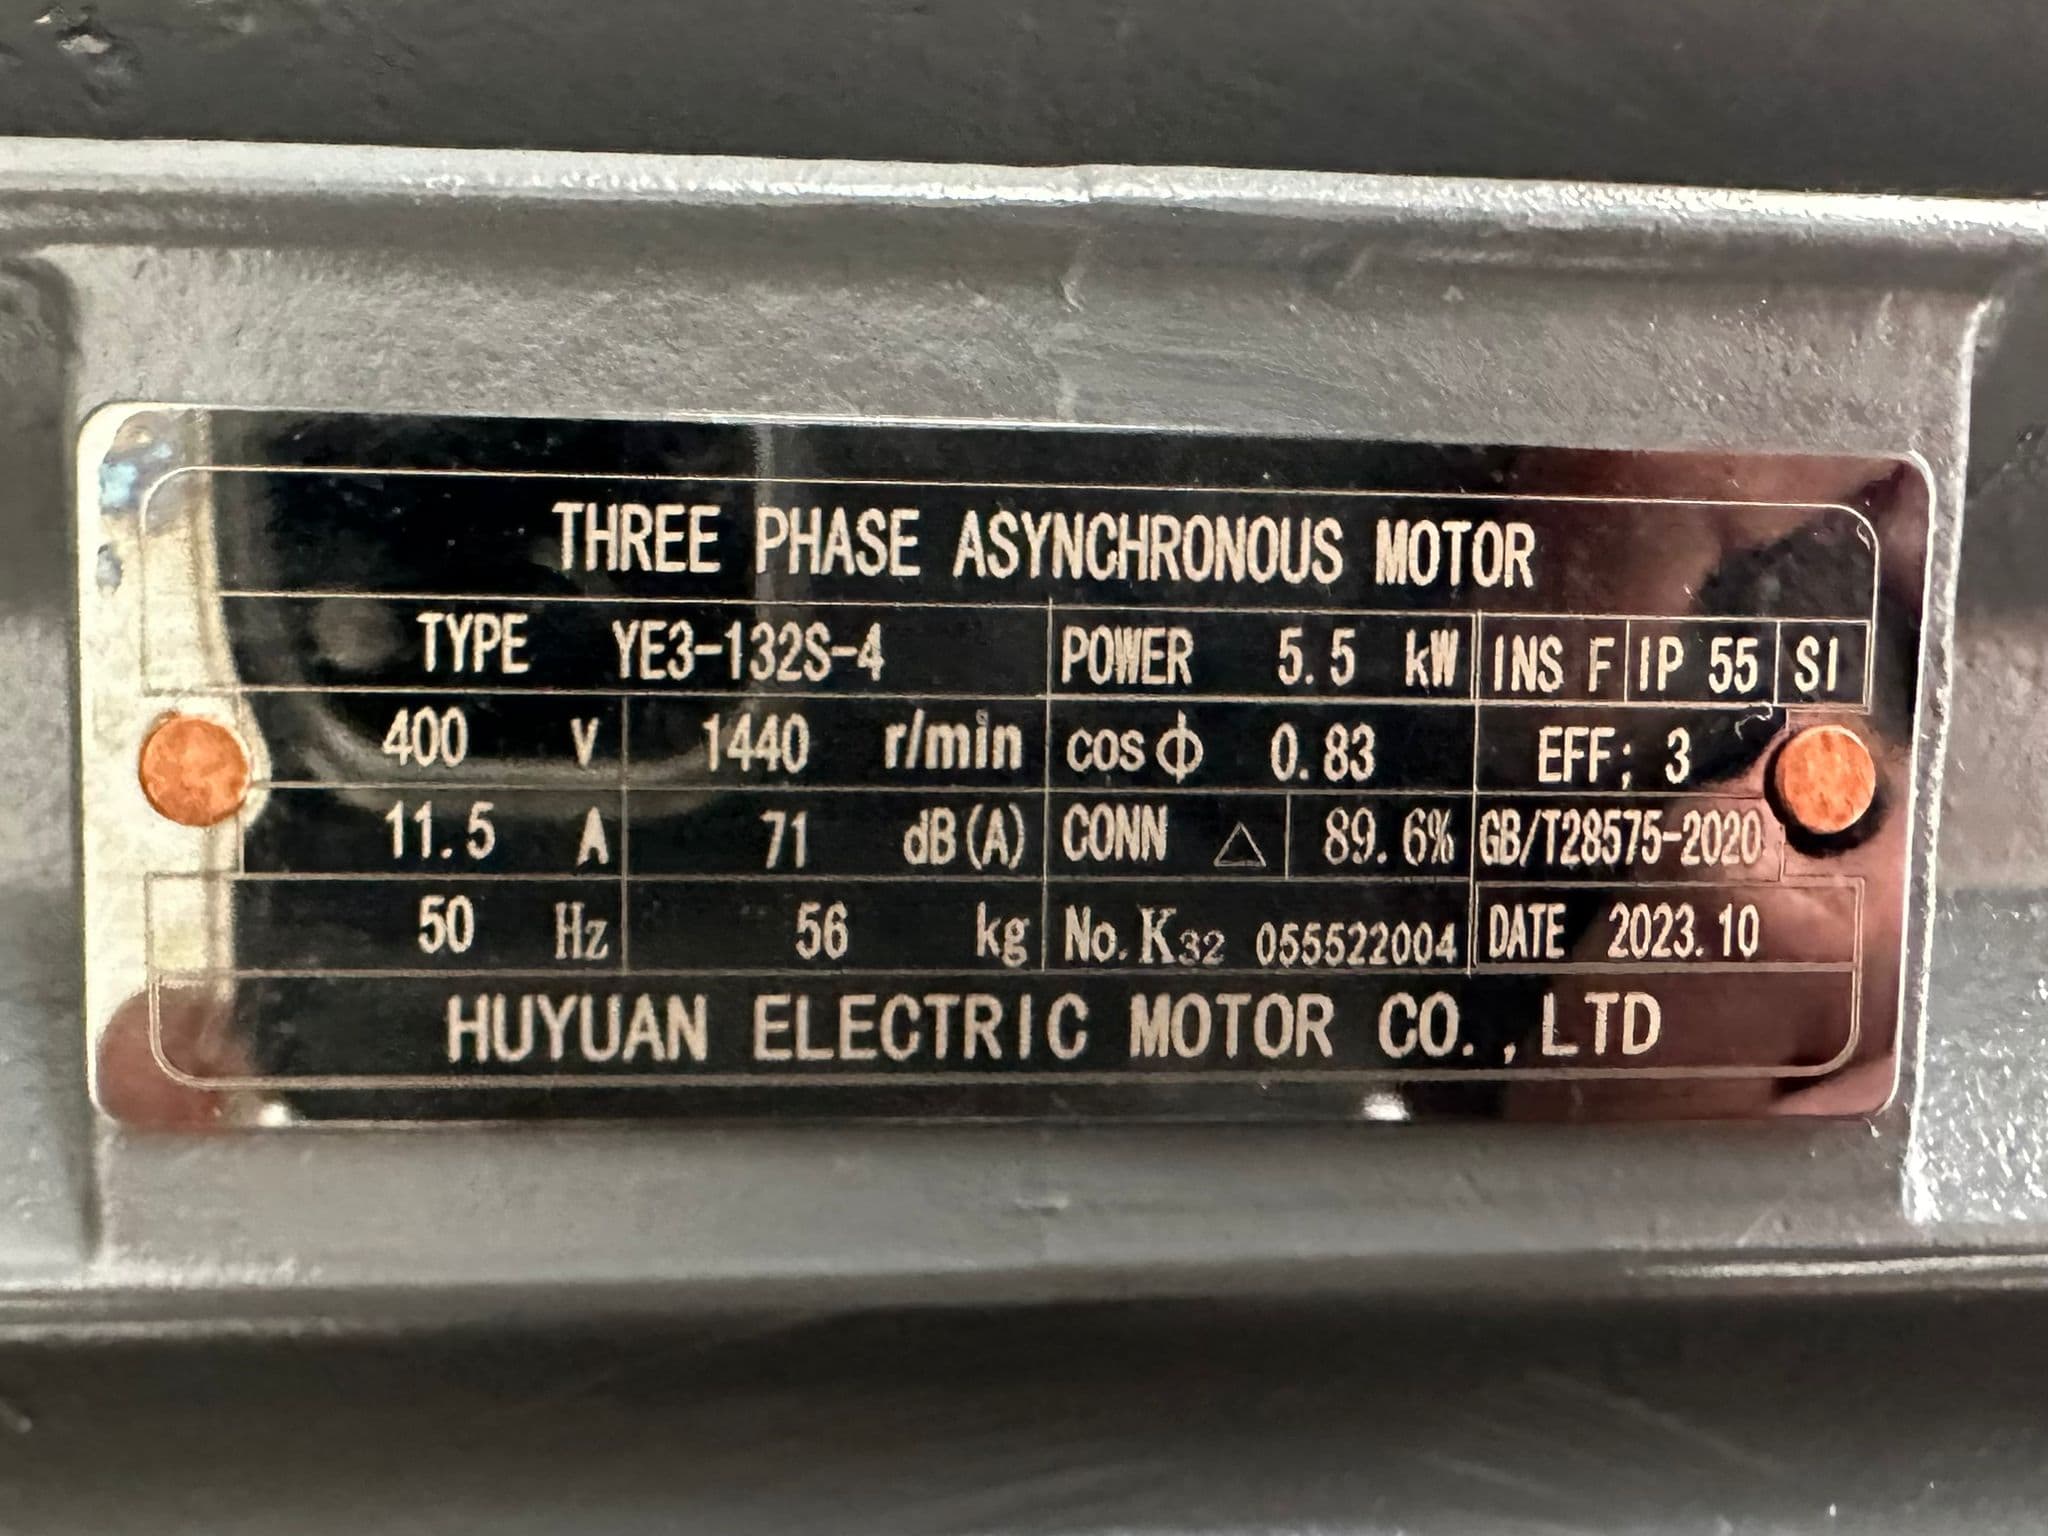 THREE PHASE ASYNCHRONOUS MOTOR
TYPE YE3-132S-4 POWER 5.5 kW INS F IP 55 S1
400 V 1440 r/min cosϕ 0.83 EFF; 3
11.5 A 71 dB(A) CONN △ 89.6% GB/T28575-2020
50 Hz 56 kg No.K32 055522004 DATE 2023.10
HUYUAN ELECTRIC MOTOR CO.,LTD